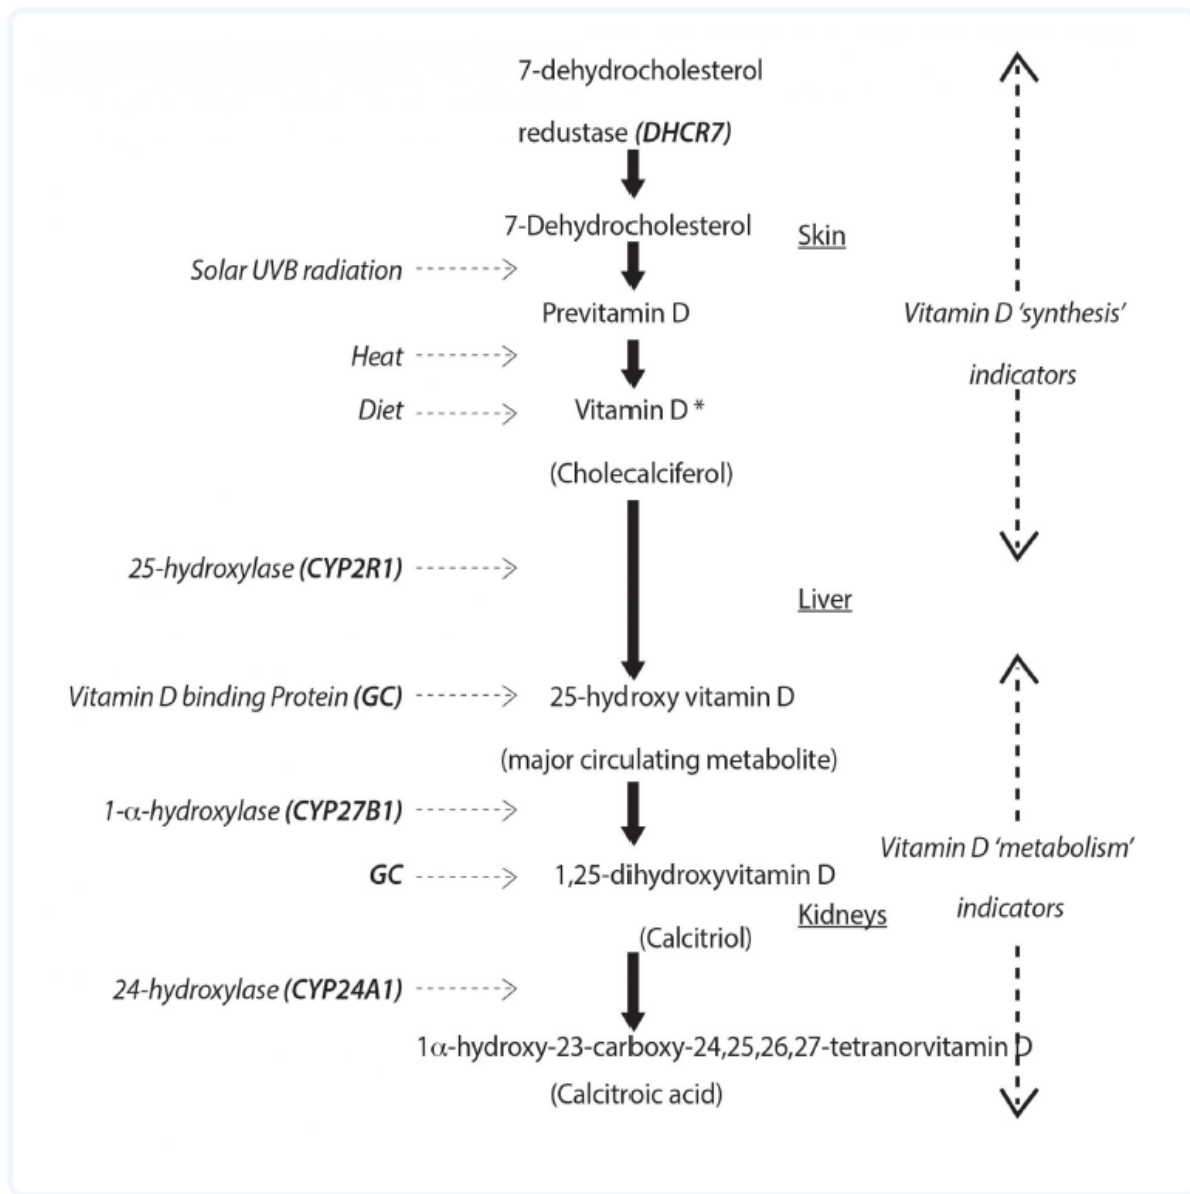 7-dehydrocholesterol
redustase (DHCR7)
7-Dehydrocholesterol
Skin
Solar UVB radiation
Previtamin D
Vitamin D ‘synthesis’
indicators
Heat
Diet
Vitamin D *
(Cholecalciferol)
25-hydroxylase (CYP2R1)
Liver
Vitamin D binding Protein (GC)
25-hydroxy vitamin D
(major circulating metabolite)
1-α-hydroxylase (CYP27B1)
Vitamin D ‘metabolism’
indicators
GC
1,25-dihydroxyvitamin D
Kidneys
(Calcitriol)
24-hydroxylase (CYP24A1)
1α-hydroxy-23-carboxy-24,25,26,27-tetranorvitamin D
(Calcitroic acid)